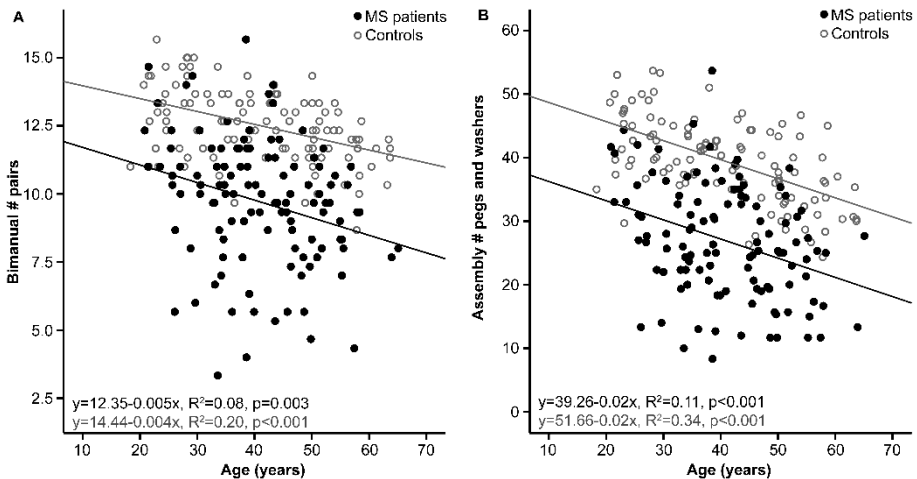 A
MS patients
Controls
15.0
12.5
10.0
7.5
5.0
2.5
Bimanual # pairs
y=12.35-0.005x, R²=0.08, p=0.003
y=14.44-0.004x, R²=0.20, p<0.001
10 20 30 40 50 60 70
Age (years)
B
MS patients
Controls
60
50
40
30
20
10
0
Assembly # pegs and washers
y=39.26-0.02x, R²=0.11, p<0.001
y=51.66-0.02x, R²=0.34, p<0.001
10 20 30 40 50 60 70
Age (years)